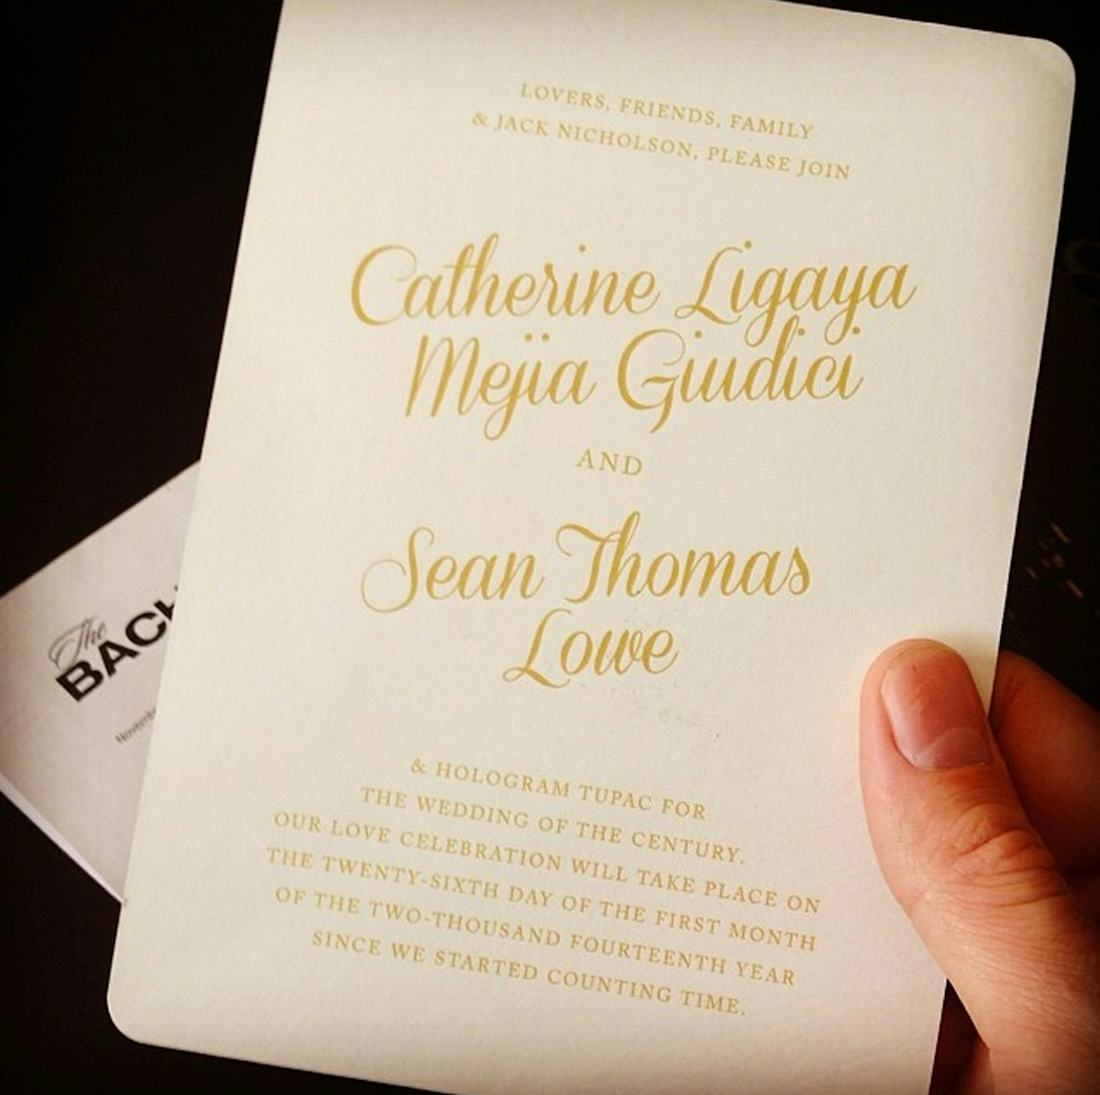 LOVERS, FRIENDS, FAMILY
& JACK NICHOLSON, PLEASE JOIN
Catherine Ligaya
Mejia Giudici
AND
Sean Thomas
Lowe
& HOLOGRAM TUPAC FOR
THE WEDDING OF THE CENTURY.
OUR LOVE CELEBRATION WILL TAKE PLACE ON
THE TWENTY-SIXTH DAY OF THE FIRST MONTH
OF THE TWO-THOUSAND FOURTEENTH YEAR
SINCE WE STARTED COUNTING TIME.
The
BACH